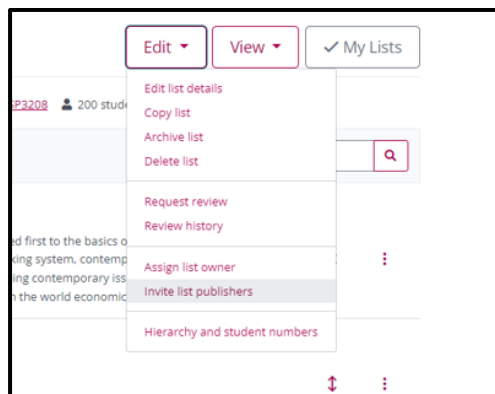 Edit View My Lists
Edit list details
SP3208 200 stude
Copy list
Archive list
Delete list
Request review
Review history
ed first to the basics o
king system, contemp
Assign list owner
ing contemporary iss
Invite list publishers
n the world economic
Hierarchy and student numbers